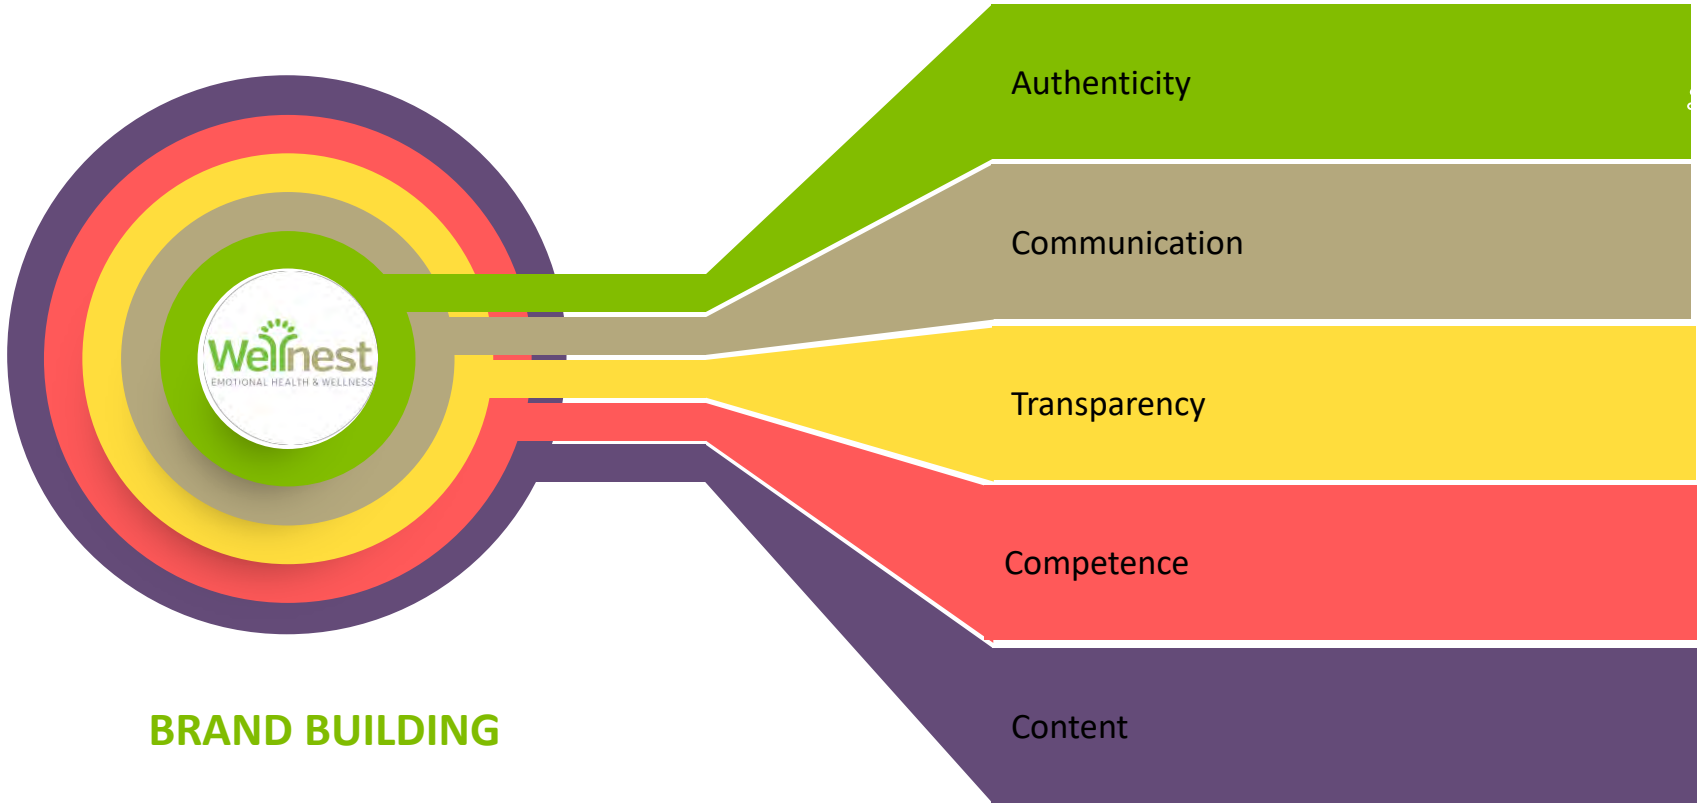 Authenticity
Communication
Wellnest
EMOTIONAL HEALTH & WELLNESS
Transparency
Competence
Content
BRAND BUILDING